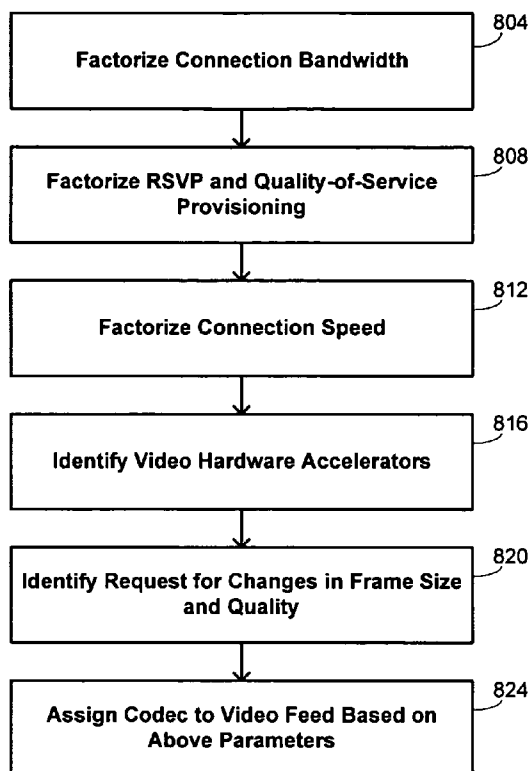 804
Factorize Connection Bandwidth
808
Factorize RSVP and Quality-of-Service
Provisioning
812
Factorize Connection Speed
816
Identify Video Hardware Accelerators
820
Identify Request for Changes in Frame Size
and Quality
824
Assign Codec to Video Feed Based on
Above Parameters